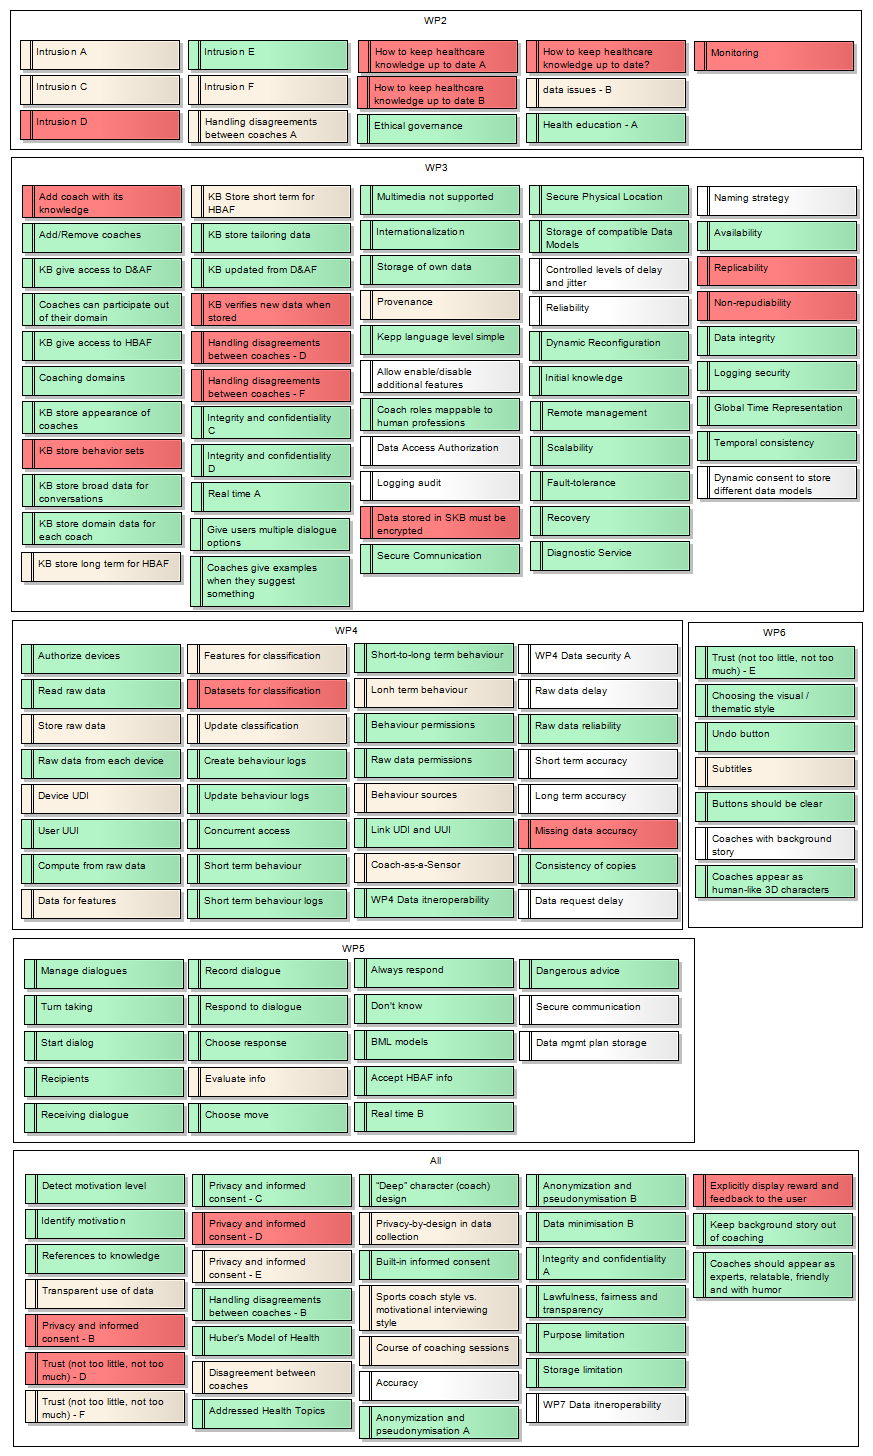 WP2
Intrusion A
Intrusion C
Intrusion D
Intrusion E
Intrusion F
Handling disagreements
between coaches A
How to keep healthcare
knowledge up to date A
How to keep healthcare
knowledge up to date B
Ethical governance
How to keep healthcare
knowledge up to date?
data issues - B
Health education - A
Monitoring
WP3
Add coach with its
knowledge
Add/Remove coaches
KB give access to D&AF
Coaches can participate out
of their domain
KB give access to HBAF
Coaching domains
KB store appearance of
coaches
KB store behavior sets
KB store broad data for
conversations
KB store domain data for
each coach
KB store long term for HBAF
KB Store short term for
HBAF
KB store tailoring data
KB updated from D&AF
KB verifies new data when
stored
Handling disagreements
between coaches - D
Handling disagreements
between coaches - F
Integrity and confidentiality
C
Integrity and confidentiality
D
Real time A
Give users multiple dialogue
options
Coaches give examples
when they suggest
something
Multimedia not supported
Internationalization
Storage of own data
Provenance
Kepp language level simple
Allow enable/disable
additional features
Coach roles mappable to
human professions
Data Access Authorization
Logging audit
Data stored in SKB must be
encrypted
Secure Communication
Secure Physical Location
Storage of compatible Data
Models
Controlled levels of delay
and jitter
Reliability
Dynamic Reconfiguration
Initial knowledge
Remote management
Scalability
Fault-tolerance
Recovery
Diagnostic Service
Naming strategy
Availability
Replicability
Non-repudiability
Data integrity
Logging security
Global Time Representation
Temporal consistency
Dynamic consent to store
different data models
WP4
Authorize devices
Read raw data
Store raw data
Raw data from each device
Device UDI
User UUI
Compute from raw data
Data for features
Features for classification
Datasets for classification
Update classification
Create behaviour logs
Update behaviour logs
Concurrent access
Short term behaviour
Short term behaviour logs
Short-to-long term behaviour
Lonh term behaviour
Behaviour permissions
Raw data permissions
Behaviour sources
Link UDI and UUI
Coach-as-a-Sensor
WP4 Data itneroperability
WP4 Data security A
Raw data delay
Raw data reliability
Short term accuracy
Long term accuracy
Missing data accuracy
Consistency of copies
Data request delay
WP6
Trust (not too little, not too
much) - E
Choosing the visual /
thematic style
Undo button
Subtitles
Buttons should be clear
Coaches with background
story
Coaches appear as
human-like 3D characters
WP5
Manage dialogues
Turn taking
Start dialog
Recipients
Receiving dialogue
Record dialogue
Respond to dialogue
Choose response
Evaluate info
Choose move
Always respond
Don't know
BML models
Accept HBAF info
Real time B
Dangerous advice
Secure communication
Data mgmt plan storage
All
Detect motivation level
Identify motivation
References to knowledge
Transparent use of data
Privacy and informed
consent - B
Trust (not too little, not too
much) - D
Trust (not too little, not too
much) - F
Privacy and informed
consent - C
Privacy and informed
consent - D
Privacy and informed
consent - E
Handling disagreements
between coaches - B
Huber's Model of Health
Disagreement between
coaches
Addressed Health Topics
"Deep" character (coach)
design
Privacy-by-design in data
collection
Built-in informed consent
Sports coach style vs.
motivational interviewing
style
Course of coaching sessions
Accuracy
Anonymization and
pseudonymisation A
Anonymization and
pseudonymisation B
Data minimisation B
Integrity and confidentiality
A
Lawfulness, fairness and
transparency
Purpose limitation
Storage limitation
WP7 Data itneroperability
Explicitly display reward and
feedback to the user
Keep background story out
of coaching
Coaches should appear as
experts, relatable, friendly
and with humor